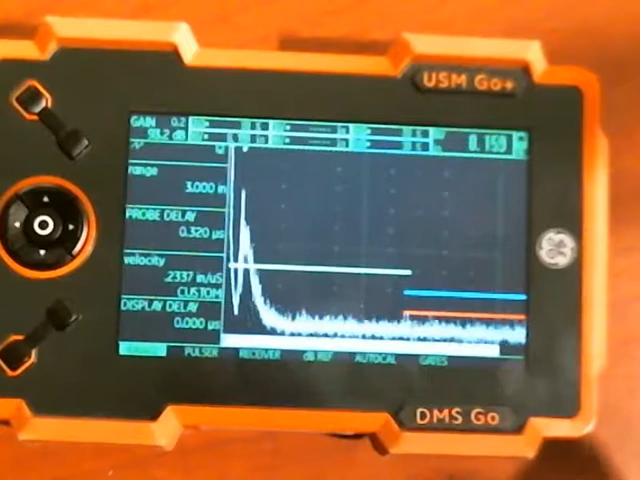 USM Go+
GAIN 0.2
93.2 dB
0.159
range
3.000 in
PROBE DELAY
0.320 µs
velocity
.2337 in/uS
CUSTOM
DISPLAY DELAY
0.000 µs
PULSER RECEIVER dB REF AUTOCAL GATES
DMS Go